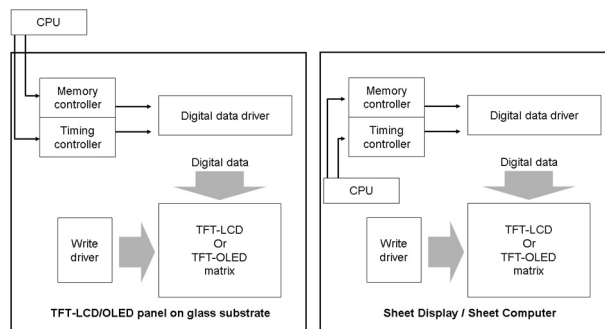 CPU
Memory
controller
Timing
controller
Digital data driver
Digital data
Write
driver
TFT-LCD
Or
TFT-OLED
matrix
TFT-LCD/OLED panel on glass substrate
Memory
controller
Timing
controller
Digital data driver
Digital data
CPU
Write
driver
TFT-LCD
Or
TFT-OLED
matrix
Sheet Display / Sheet Computer